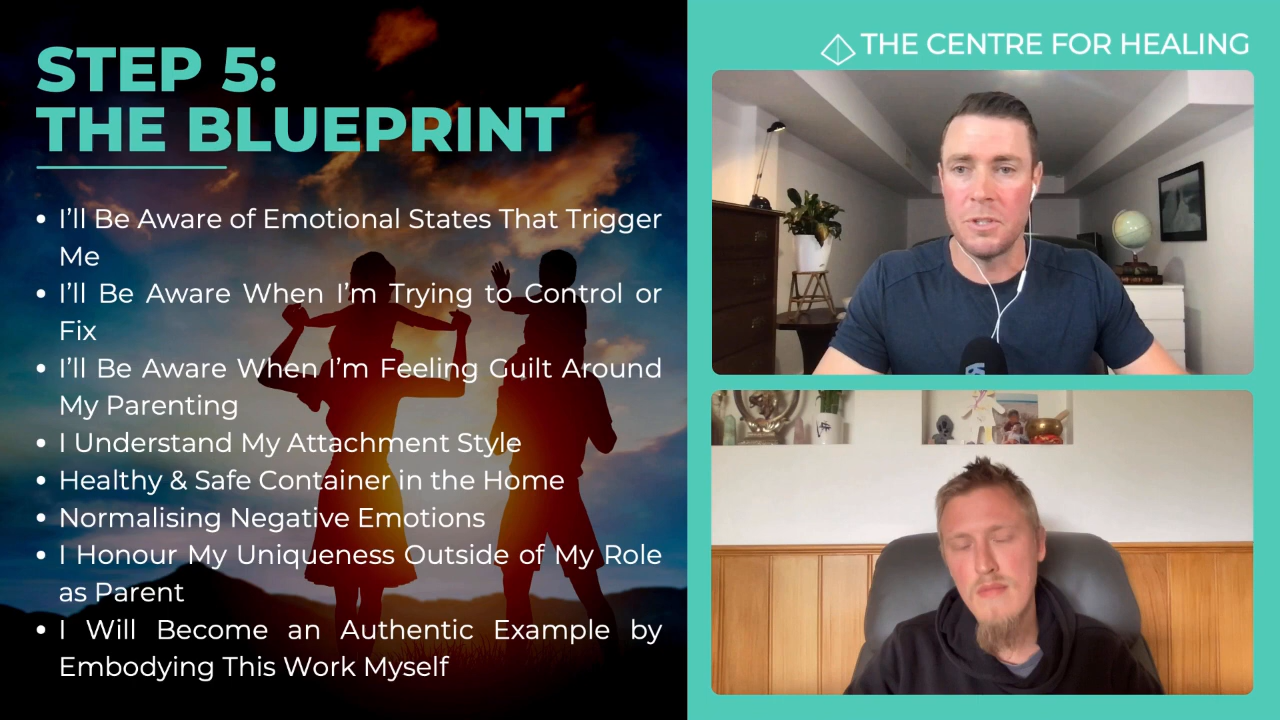 STEP 5:
THE BLUEPRINT
• I’ll Be Aware of Emotional States That Trigger
Me
• I’ll Be Aware When I’m Trying to Control or
Fix
• I’ll Be Aware When I’m Feeling Guilt Around
My Parenting
• I Understand My Attachment Style
• Healthy & Safe Container in the Home
• Normalising Negative Emotions
• I Honour My Uniqueness Outside of My Role
as Parent
• I Will Become an Authentic Example by
Embodying This Work Myself
THE CENTRE FOR HEALING